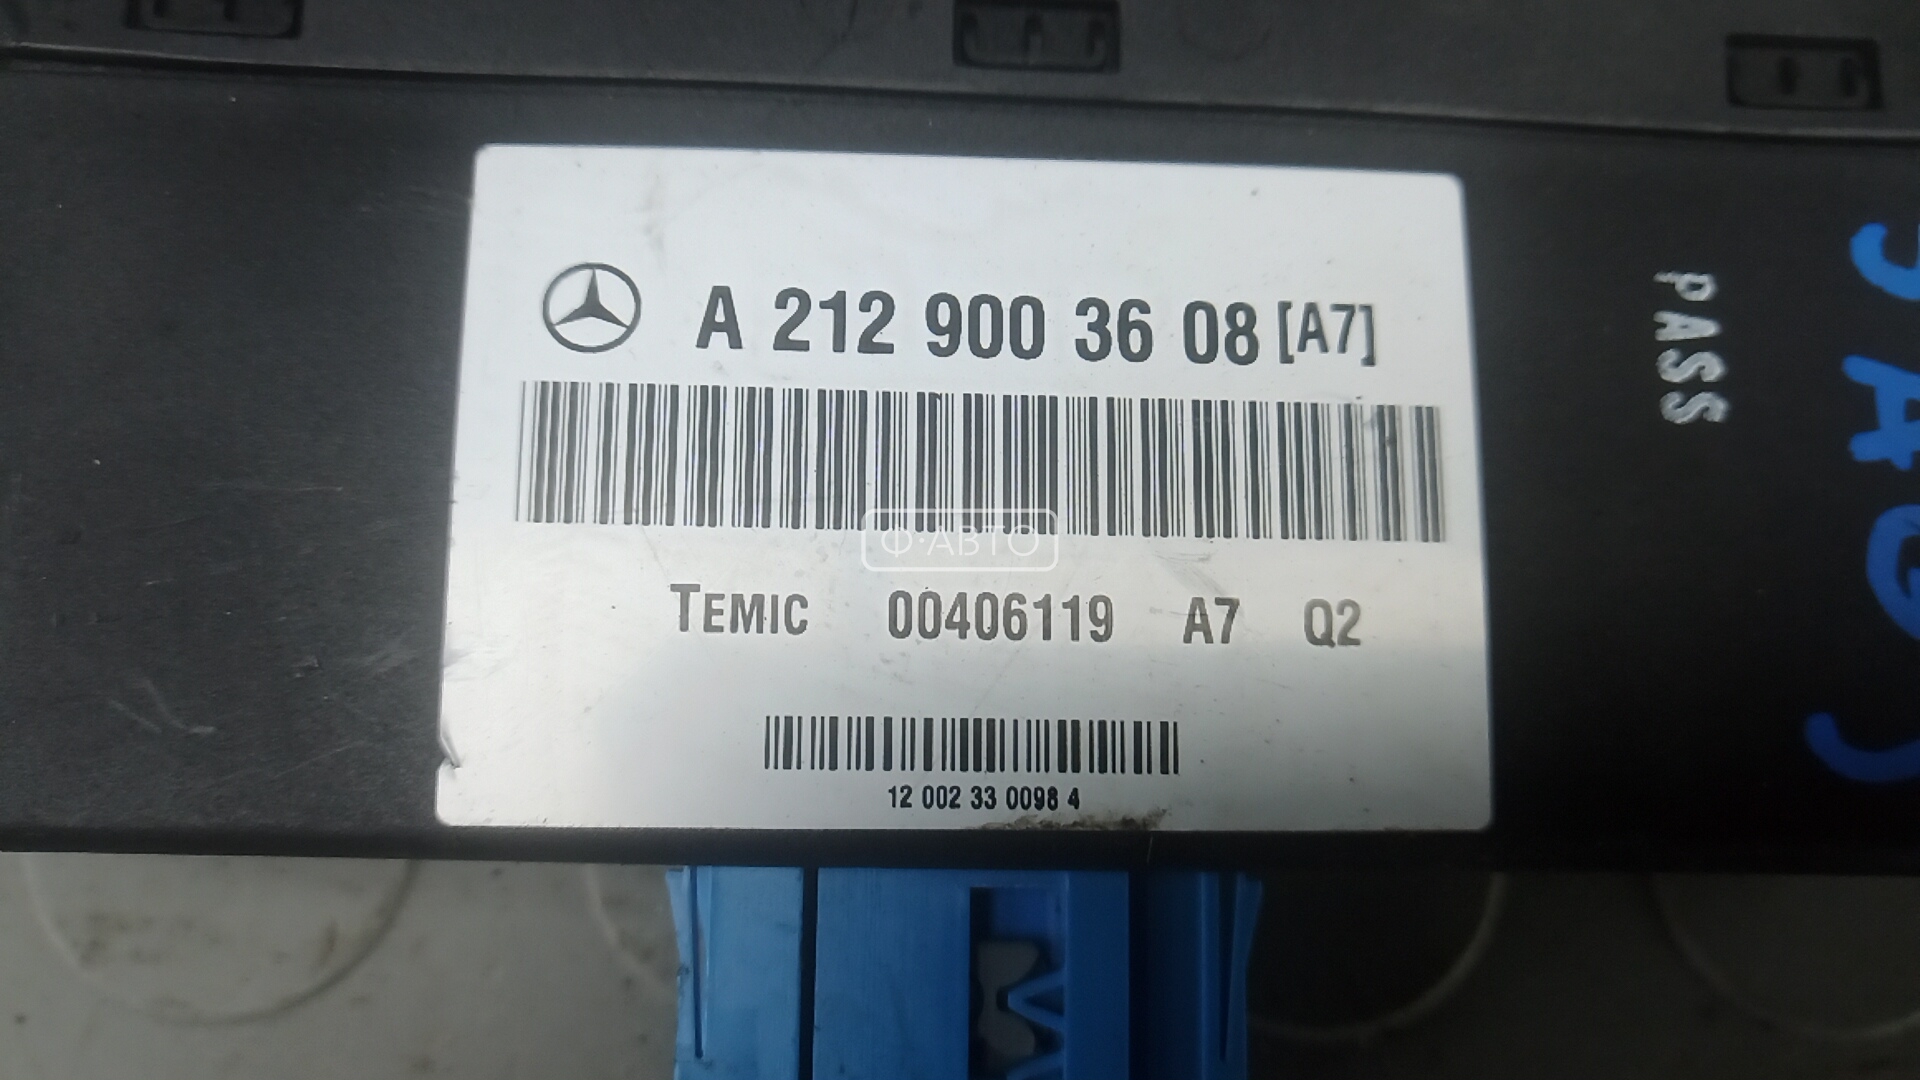 A 212 900 36 08 [A7]
Ф·АВТО
TEMIC 00406119 A7 Q2
12 002 33 0098 4
PASS